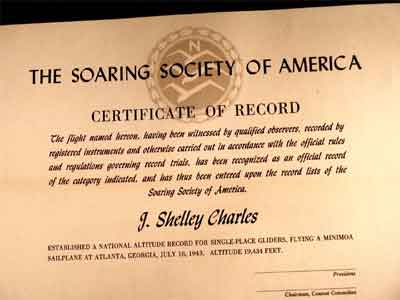 N
THE SOARING SOCIETY OF AMERICA
CERTIFICATE OF RECORD
The flight named hereon, having been witnessed by qualified observers, recorded by
registered instruments and otherwise carried out in accordance with the official rules
and regulations governing record trials, has been recognized as an official record
of the category indicated, and has thus been entered upon the record lists of the
Soaring Society of America.
J. Shelley Charles
ESTABLISHED A NATIONAL ALTITUDE RECORD FOR SINGLE-PLACE GLIDERS, FLYING A MINIMOA
SAILPLANE AT ATLANTA, GEORGIA, JULY 10, 1943. ALTITUDE 19,434 FEET.
President
Chairman, Contest Committee